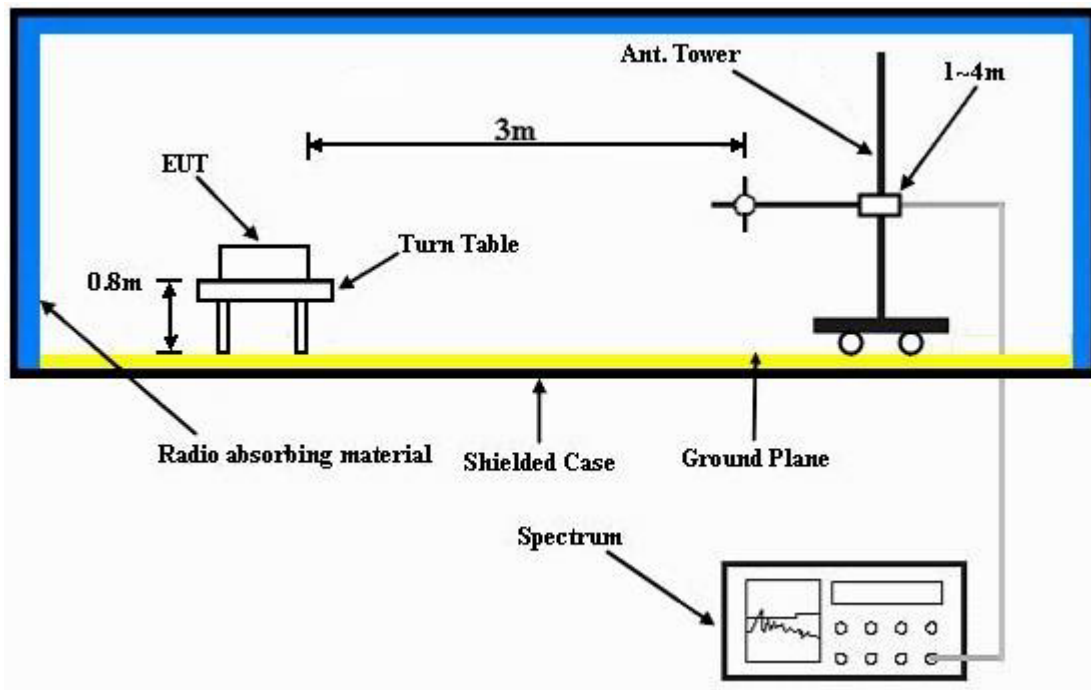 Ant. Tower
1~4m
3m
EUT
Turn Table
0.8m
Radio absorbing material
Shielded Case
Ground Plane
Spectrum